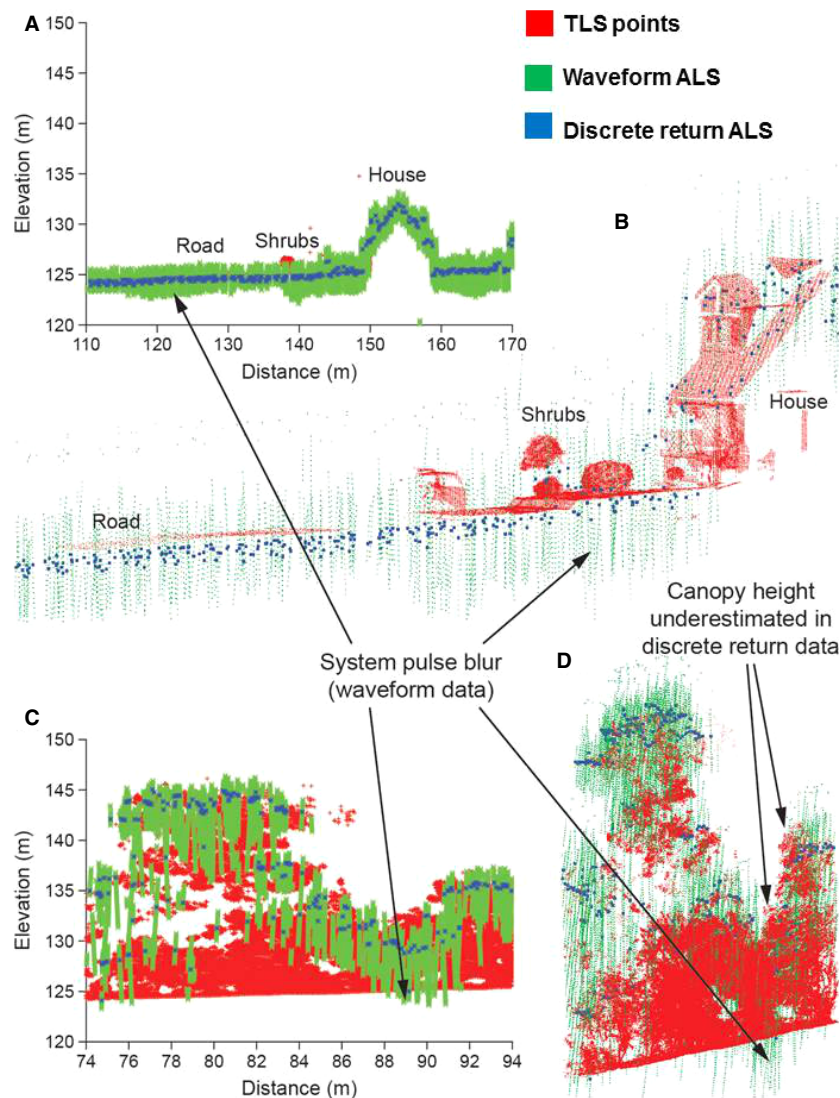 A
150
145
140
135
130
125
120
Elevation (m)
House
Road
Shrubs
110
120
130
140
150
160
170
Distance (m)
TLS points
Waveform ALS
Discrete return ALS
B
Shrubs
House
Road
System pulse blur
(waveform data)
Canopy height
underestimated in
discrete return data
C
150
145
140
135
130
125
120
Elevation (m)
74
76
78
80
82
84
86
88
90
92
94
Distance (m)
D